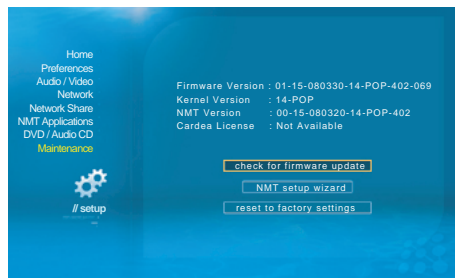 Home
Preferences
Audio / Video
Network
Network Share
NMT Applications
DVD / Audio CD
Maintenance
// setup
Firmware Version : 01-15-080330-14-POP-402-069
Kernel Version : 14-POP
NMT Version : 00-15-080320-14-POP-402
Cardea License : Not Available
check for firmware update
NMT setup wizard
reset to factory settings